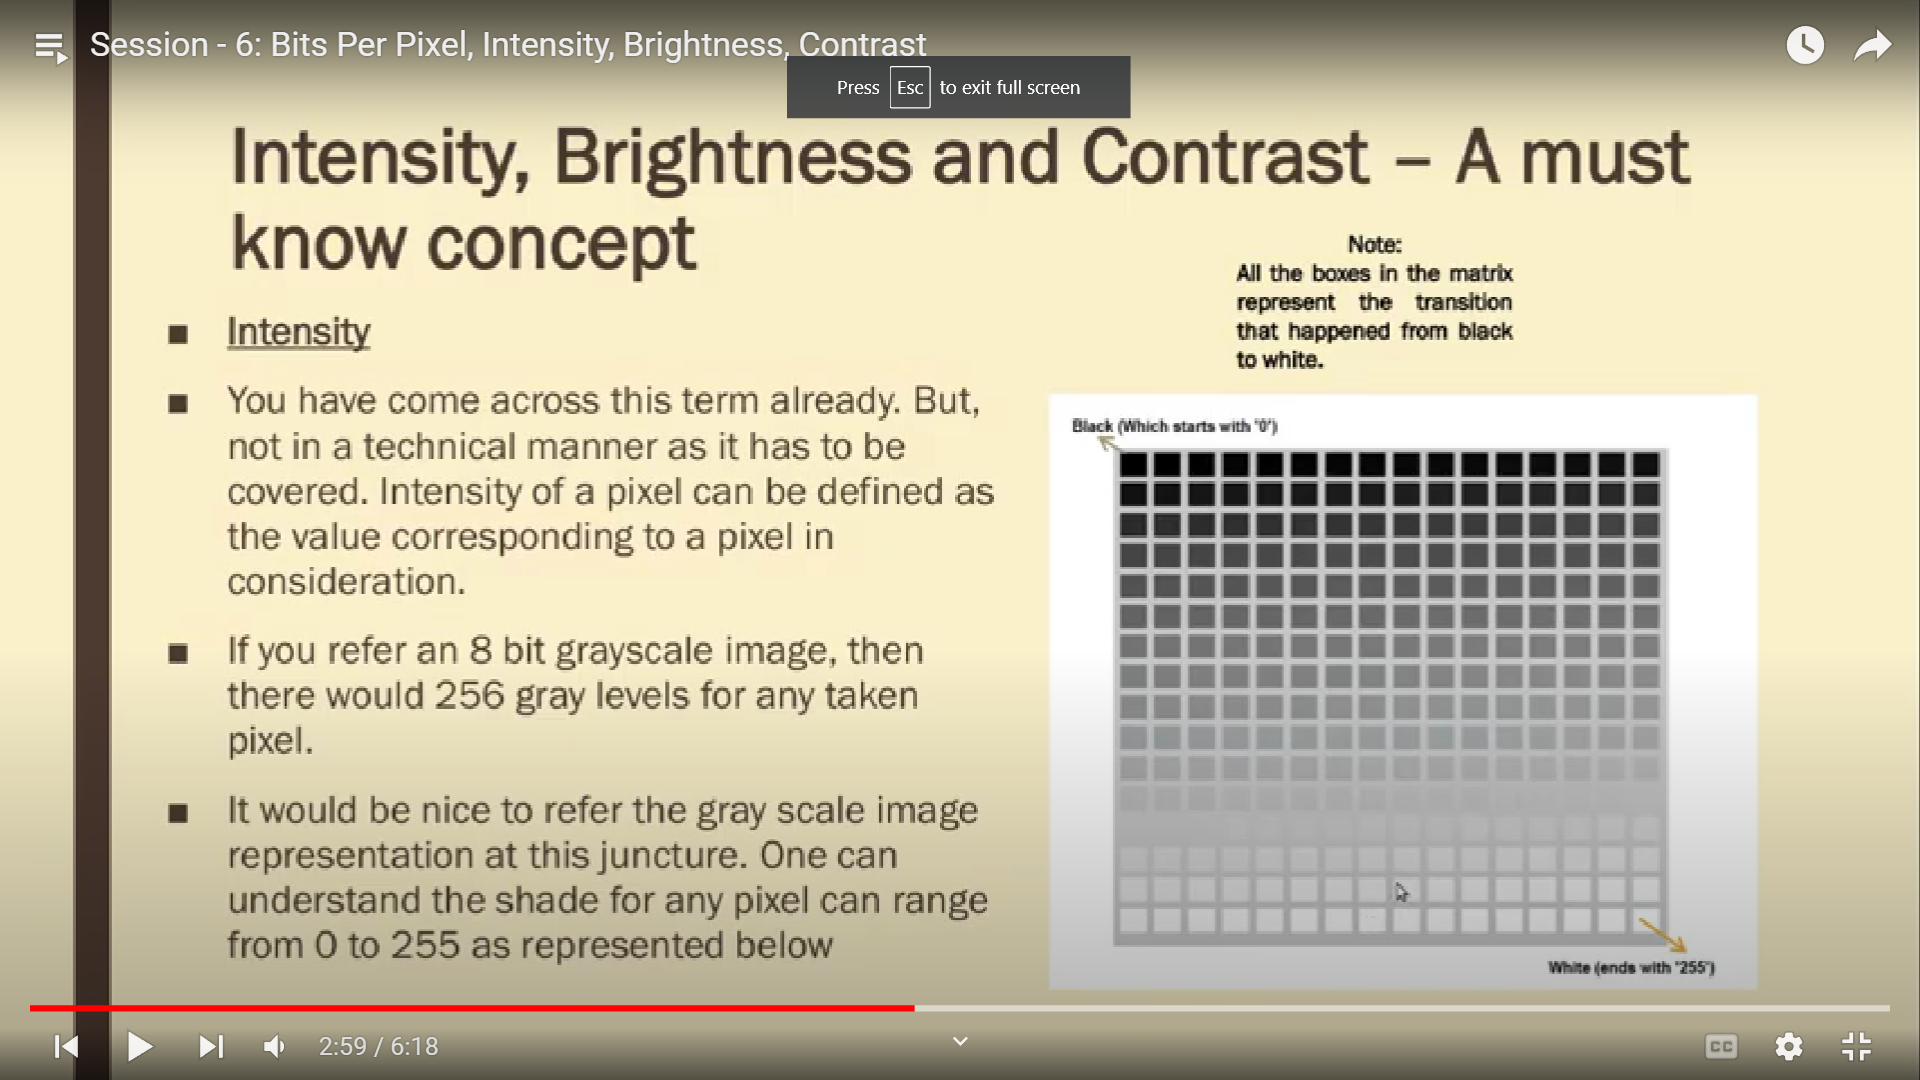 Session - 6: Bits Per Pixel, Intensity, Brightness, Contrast
Press Esc to exit full screen
Intensity, Brightness and Contrast – A must
know concept
Note:
All the boxes in the matrix
represent the transition
that happened from black
to white.
■ Intensity
■ You have come across this term already. But,
not in a technical manner as it has to be
covered. Intensity of a pixel can be defined as
the value corresponding to a pixel in
consideration.
■ If you refer an 8 bit grayscale image, then
there would 256 gray levels for any taken
pixel.
■ It would be nice to refer the gray scale image
representation at this juncture. One can
understand the shade for any pixel can range
from 0 to 255 as represented below
Black (Which starts with "0")
White (ends with "255")
2:59 / 6:18
CC